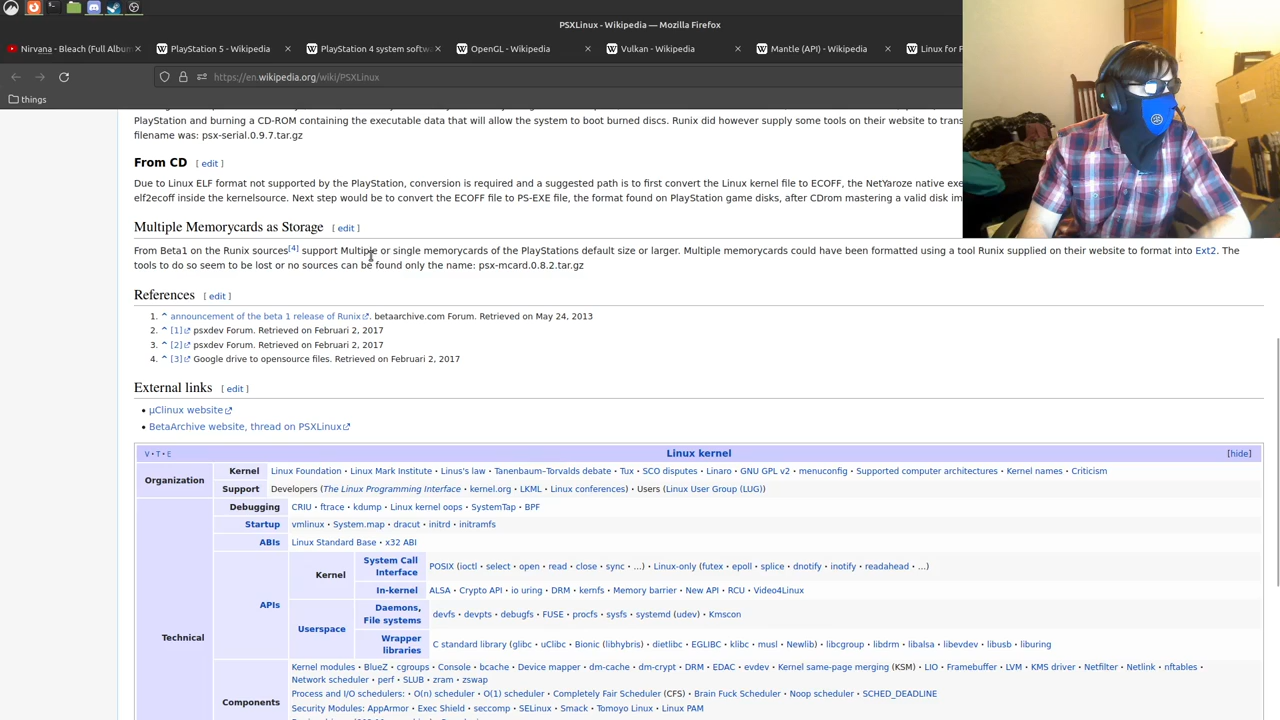 PSXLinux - Wikipedia — Mozilla Firefox
Nirvana - Bleach (Full Album
PlayStation 5 - Wikipedia
PlayStation 4 system softw
OpenGL - Wikipedia
Vulkan - Wikipedia
Mantle (API) - Wikipedia
Linux for P
https://en.wikipedia.org/wiki/PSXLinux
things
PlayStation and burning a CD-ROM containing the executable data that will allow the system to boot burned discs. Runix did however supply some tools on their website to trans
filename was: psx-serial.0.9.7.tar.gz
From CD [ edit ]
Due to Linux ELF format not supported by the PlayStation, conversion is required and a suggested path is to first convert the Linux kernel file to ECOFF, the NetYaroze native exe
elf2ecoff inside the kernelsource. Next step would be to convert the ECOFF to PS-EXE file, the format found on PlayStation game disks, after CDrom mastering a valid disk im
Multiple Memorycards as Storage [ edit ]
From Beta1 on the Runix sources[4] support Multiple or single memorycards of the PlayStations default size or larger. Multiple memorycards could have been formatted using a tool Runix supplied on their website to format into Ext2. The
tools to do so seem to be lost or no sources can be found only the name: psx-mcard.0.8.2.tar.gz
References [ edit ]
1. ^ announcement of the beta 1 release of Runix. betaarchive.com Forum. Retrieved on May 24, 2013
2. ^ [1] psxdev Forum. Retrieved on Februari 2, 2017
3. ^ [2] psxdev Forum. Retrieved on Februari 2, 2017
4. ^ [3] Google drive to opensource files. Retrieved on Februari 2, 2017
External links [ edit ]
• μClinux website
• BetaArchive website, thread on PSXLinux
V • T • E Linux kernel [hide]
Organization
Kernel Linux Foundation • Linux Mark Institute • Linus's law • Tanenbaum–Torvalds debate • Tux • SCO disputes • Linaro • GNU GPL v2 • menuconfig • Supported computer architectures • Kernel names • Criticism
Support Developers (The Linux Programming Interface • kernel.org • LKML • Linux conferences) • Users (Linux User Group (LUG))
Technical
Debugging CRIU • ftrace • kdump • Linux kernel oops • SystemTap • BPF
Startup vmlinux • System.map • dracut • initrd • initramfs
ABIs Linux Standard Base • x32 ABI
APIs
Kernel
System Call
Interface
POSIX (ioctl • select • open • read • close • sync • ...) • Linux-only (futex • epoll • splice • dnotify • inotify • readahead • ...)
In-kernel ALSA • Crypto API • io uring • DRM • kernfs • Memory barrier • New API • RCU • Video4Linux
Userspace
Daemons,
File systems
devfs • devpts • debugfs • FUSE • procfs • sysfs • systemd (udev) • Kmscon
Wrapper
libraries
C standard library (glibc • uClibc • Bionic (libhybris) • dietlibc • EGLIBC • klibc • musl • Newlib) • libcgroup • libdrm • libalsa • libevdev • libusb • liburing
Components
Kernel modules • BlueZ • cgroups • Console • bcache • Device mapper • dm-cache • dm-crypt • DRM • EDAC • evdev • Kernel same-page merging (KSM) • LIO • Framebuffer • LVM • KMS driver • Netfilter • Netlink • nftables •
Network scheduler • perf • SLUB • zram • zswap
Process and I/O schedulers: • O(n) scheduler • O(1) scheduler • Completely Fair Scheduler (CFS) • Brain Fuck Scheduler • Noop scheduler • SCHED_DEADLINE
Security Modules: AppArmor • Exec Shield • seccomp • SELinux • Smack • Tomoyo Linux • Linux PAM